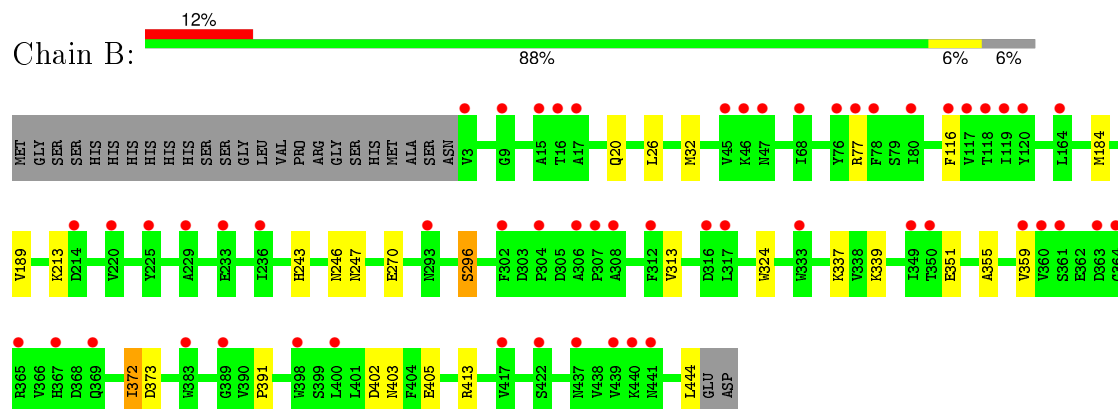 12%
Chain B:
88% 6% 6%
MET GLY SER SER HIS HIS HIS HIS HIS HIS SER SER GLY LEU VAL PRO ARG GLY SER HIS MET ALA SER ASN V3 G9 A15 T16 A17 Q20 L26 M32 V45 K46 N47 I68 Y76 R77 F78 S79 I80 F116 V117 T118 I119 Y120 L164 M184
V189 K213 D214 V220 Y225 A229 E233 I236 H243 N246 N247 E270 N293 S296 F302 D303 P304 D305 A306 P307 A308 F312 V313 D316 L317 W324 W333 K337 V338 K339 I349 T350 E351 A355 V359 V360 S361 E362 D363
R365 V366 H367 D368 Q369 I372 D373 W383 G389 V390 P391 W398 S399 L400 L401 D402 N403 F404 E405 R413 V417 S422 N437 V438 V439 K440 N441 L444 GLU ASP